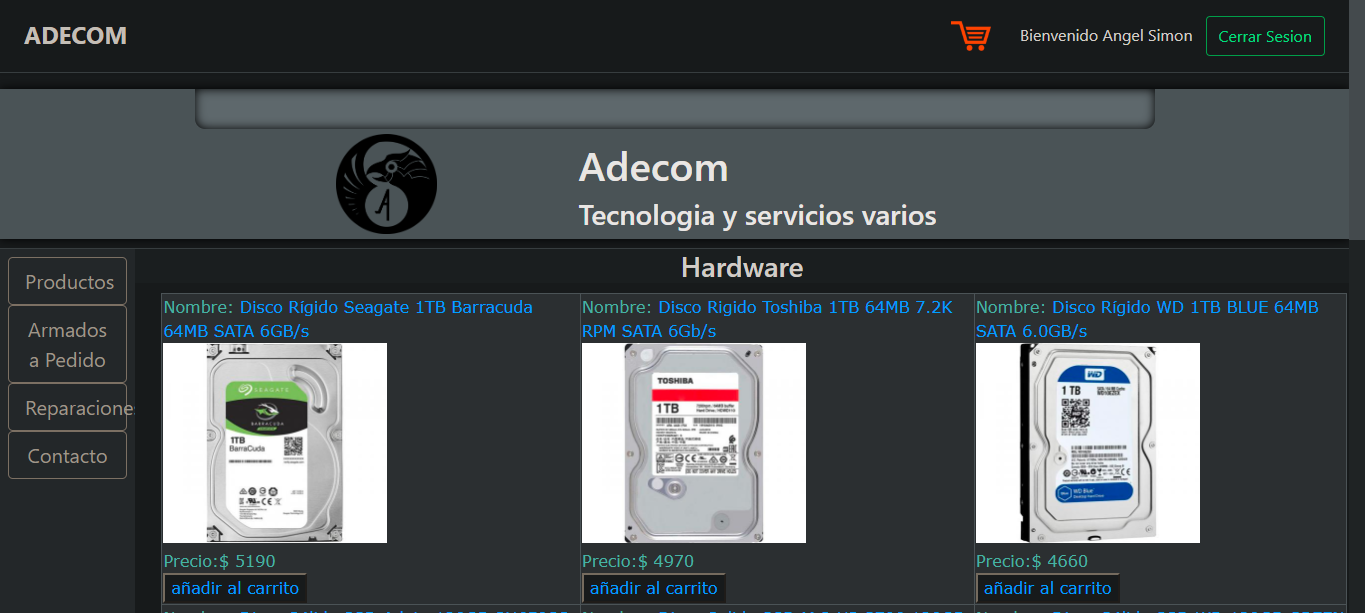 ADECOM
Bienvenido Angel Simon
Cerrar Sesion
Adecom
Tecnologia y servicios varios
Productos
Armados
a Pedido
Reparacione
Contacto
Hardware
Nombre: Disco Rígido Seagate 1TB Barracuda
64MB SATA 6GB/s
SEAGATE
BARRACUDA
1TB
BarraCuda
Precio:$ 5190
añadir al carrito
Nombre: Disco Rigido Toshiba 1TB 64MB 7.2K
RPM SATA 6Gb/s
TOSHIBA
1TB
Precio:$ 4970
añadir al carrito
Nombre: Disco Rígido WD 1TB BLUE 64MB
SATA 6.0GB/s
WD
1 TB
WD Blue
Precio:$ 4660
añadir al carrito